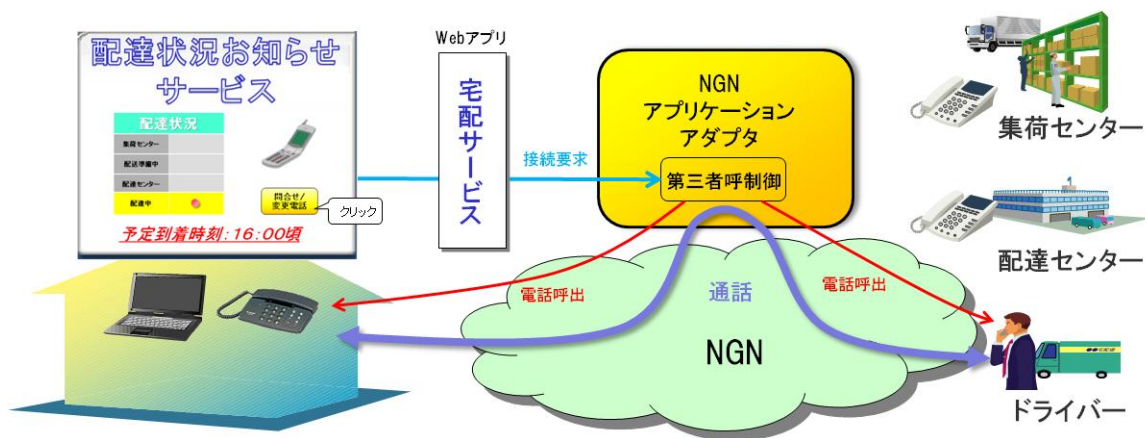 配達状況お知らせ
サービス
配達状況
集荷センター
配送準備中
配達センター
配達中
問合せ/
変更電話
クリック
予定到着時刻:16:00頃
Webアプリ
宅配サービス
接続要求
NGN
アプリケーション
アダプタ
第三者呼制御
電話呼出
通話
電話呼出
NGN
集荷センター
配達センター
ドライバー